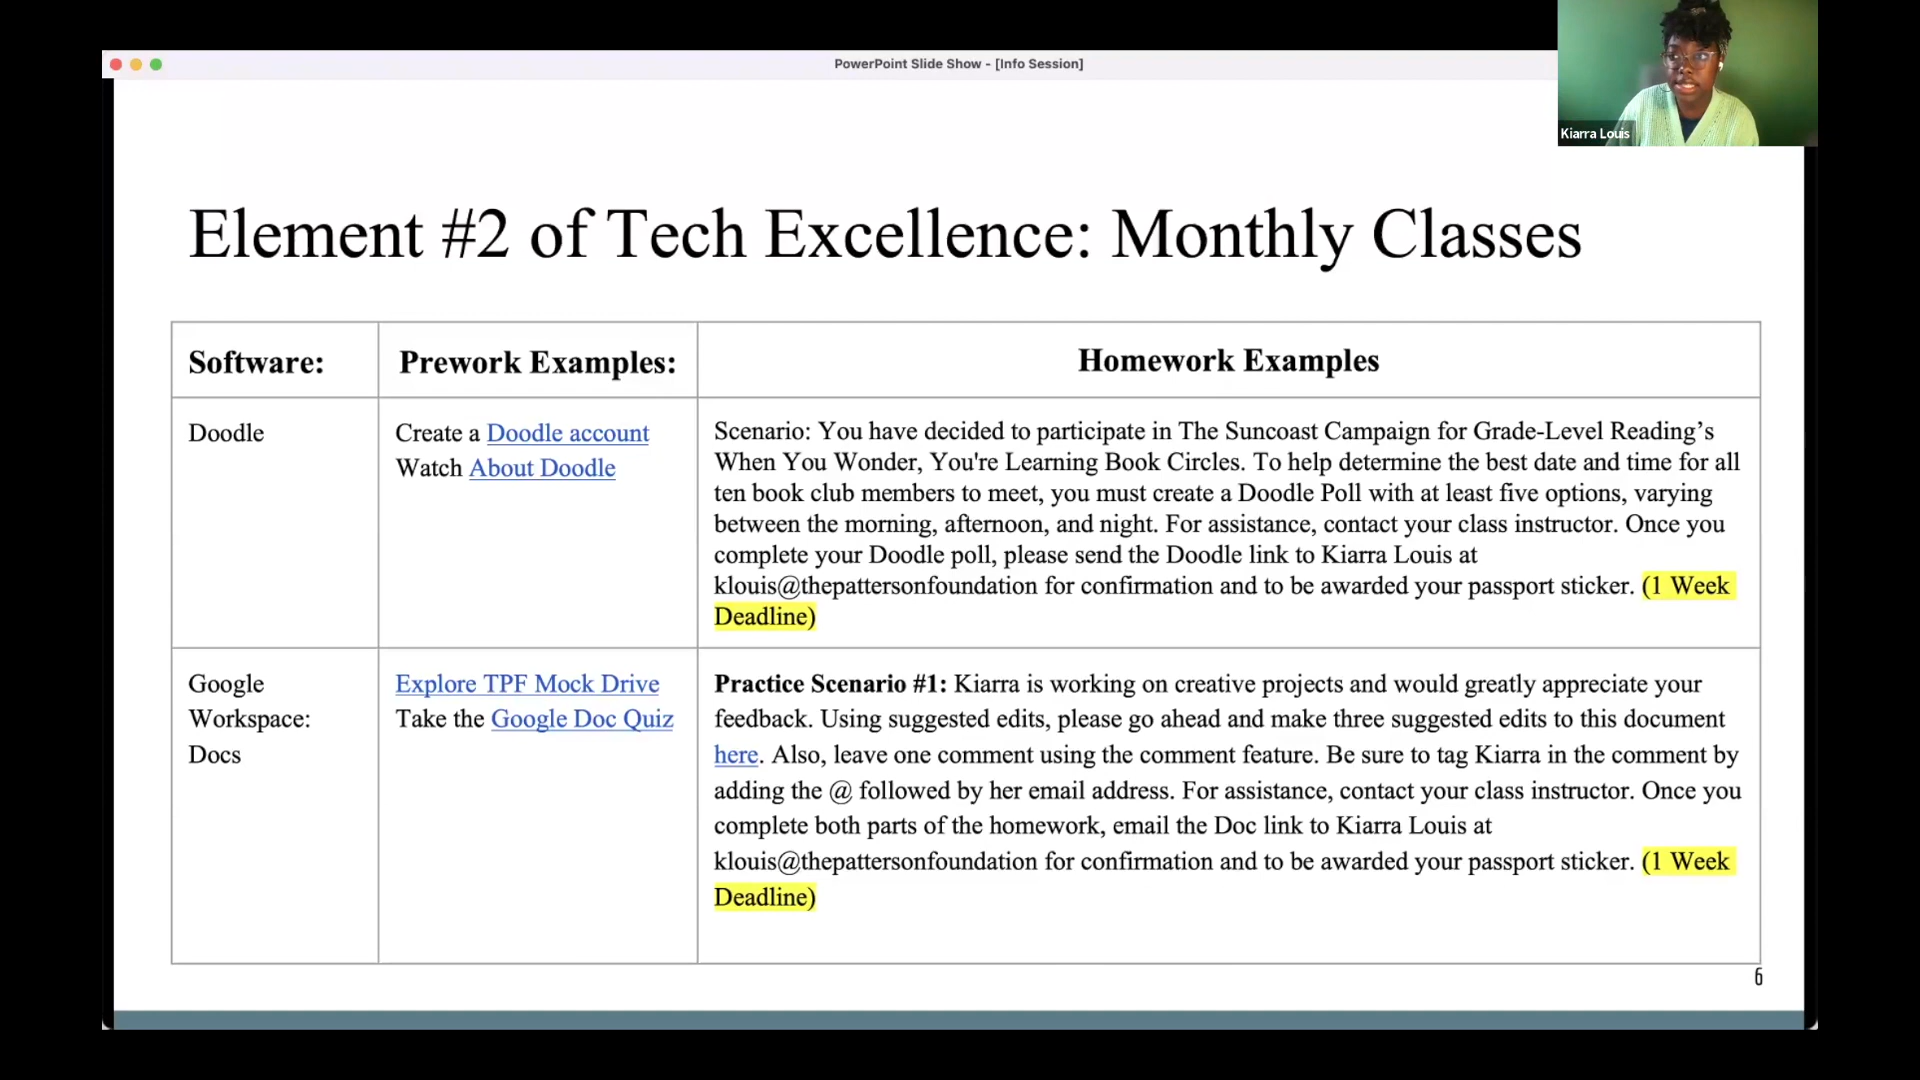 PowerPoint Slide Show - [Info Session]
Kiarra Louis
Element #2 of Tech Excellence: Monthly Classes
Software:
Prework Examples:
Homework Examples
Doodle
Create a Doodle account
Watch About Doodle
Scenario: You have decided to participate in The Suncoast Campaign for Grade-Level Reading’s
When You Wonder, You're Learning Book Circles. To help determine the best date and time for all
ten book club members to meet, you must create a Doodle Poll with at least five options, varying
between the morning, afternoon, and night. For assistance, contact your class instructor. Once you
complete your Doodle poll, please send the Doodle link to Kiarra Louis at
klouis@thepattersonfoundation for confirmation and to be awarded your passport sticker. (1 Week
Deadline)
Google
Workspace:
Docs
Explore TPF Mock Drive
Take the Google Doc Quiz
Practice Scenario #1: Kiarra is working on creative projects and would greatly appreciate your
feedback. Using suggested edits, please go ahead and make three suggested edits to this document
here. Also, leave one comment using the comment feature. Be sure to tag Kiarra in the comment by
adding the @ followed by her email address. For assistance, contact your class instructor. Once you
complete both parts of the homework, email the Doc link to Kiarra Louis at
klouis@thepattersonfoundation for confirmation and to be awarded your passport sticker. (1 Week
Deadline)
6